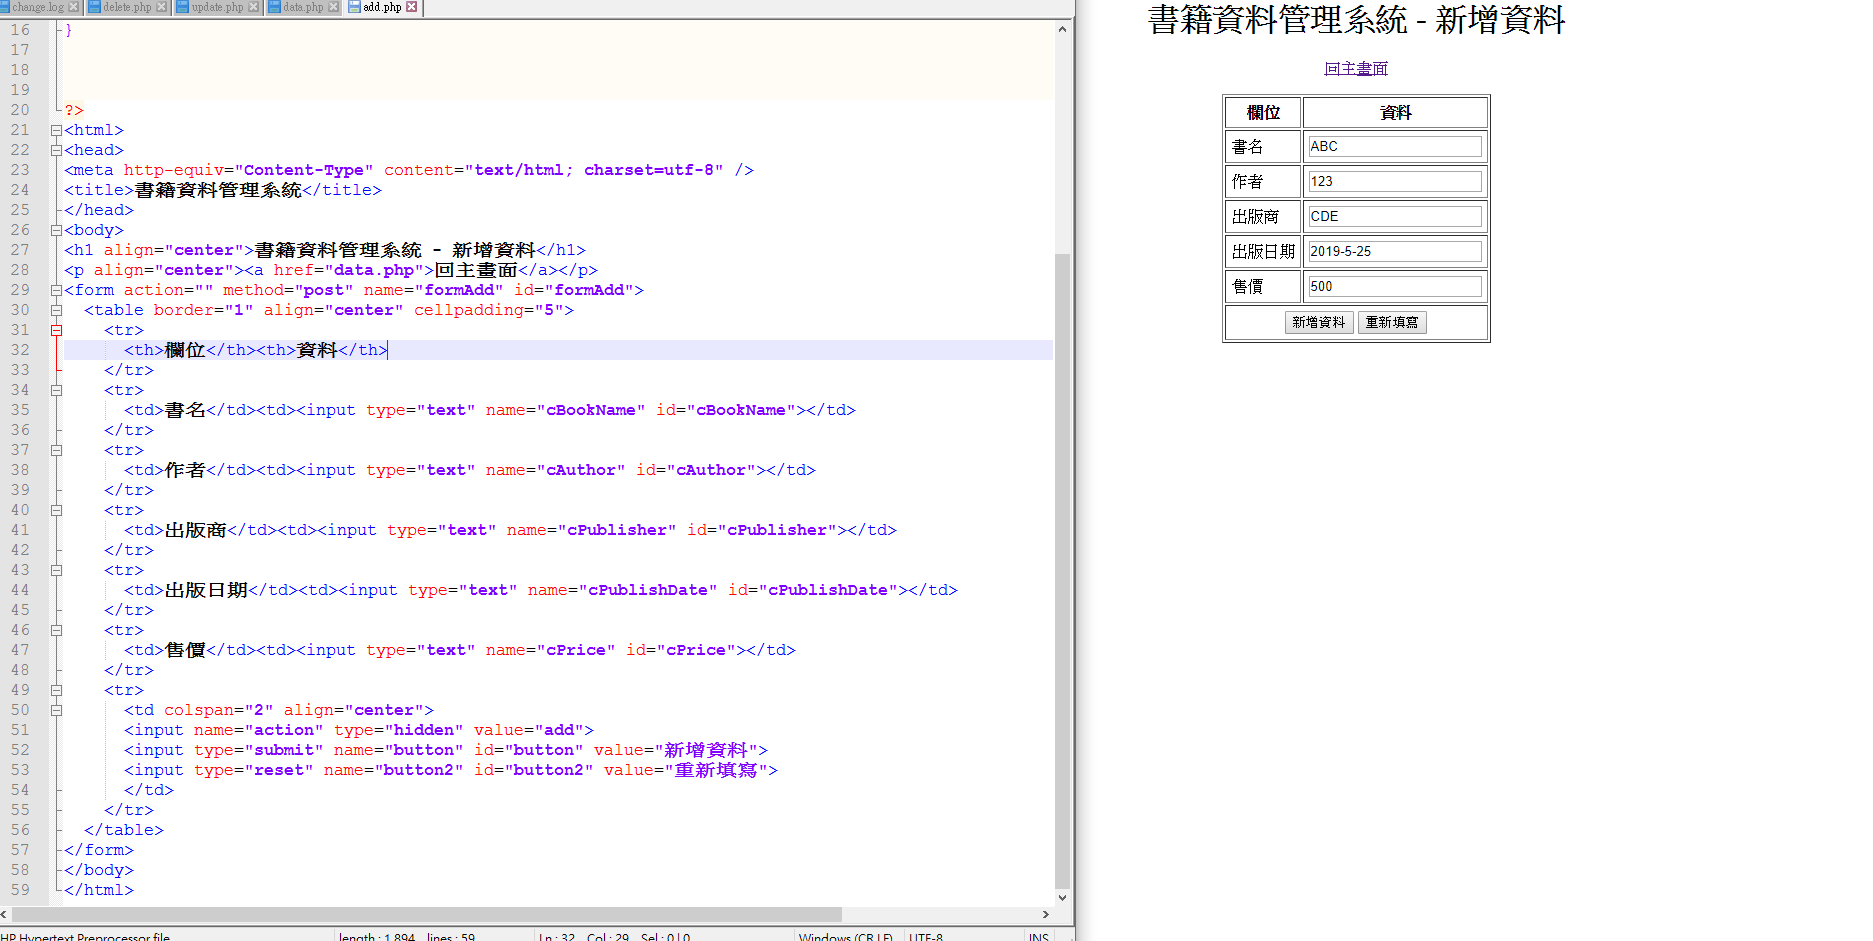 change.log delete.php update.php data.php add.php
16 }
17
18
19
20 ?>
21 <html>
22 <head>
23 <meta http-equiv="Content-Type" content="text/html; charset=utf-8" />
24 <title>書籍資料管理系統</title>
25 </head>
26 <body>
27 <h1 align="center">書籍資料管理系統 - 新增資料</h1>
28 <p align="center"><a href="data.php">回主畫面</a></p>
29 <form action="" method="post" name="formAdd" id="formAdd">
30 <table border="1" align="center" cellpadding="5">
31 <tr>
32 <th>欄位</th><th>資料</th>
33 </tr>
34 <tr>
35 <td>書名</td><td><input type="text" name="cBookName" id="cBookName"></td>
36 </tr>
37 <tr>
38 <td>作者</td><td><input type="text" name="cAuthor" id="cAuthor"></td>
39 </tr>
40 <tr>
41 <td>出版商</td><td><input type="text" name="cPublisher" id="cPublisher"></td>
42 </tr>
43 <tr>
44 <td>出版日期</td><td><input type="text" name="cPublishDate" id="cPublishDate"></td>
45 </tr>
46 <tr>
47 <td>售價</td><td><input type="text" name="cPrice" id="cPrice"></td>
48 </tr>
49 <tr>
50 <td colspan="2" align="center">
51 <input name="action" type="hidden" value="add">
52 <input type="submit" name="button" id="button" value="新增資料">
53 <input type="reset" name="button2" id="button2" value="重新填寫">
54 </td>
55 </tr>
56 </table>
57 </form>
58 </body>
59 </html>
HP Hypertext Preprocessor file length : 1,894 lines : 59 Ln : 32 Col : 29 Sel : 0 | 0 Windows (CR LF) UTF-8 INS
書籍資料管理系統 - 新增資料
回主畫面
欄位 資料
書名 ABC
作者 123
出版商 CDE
出版日期 2019-5-25
售價 500
新增資料 重新填寫